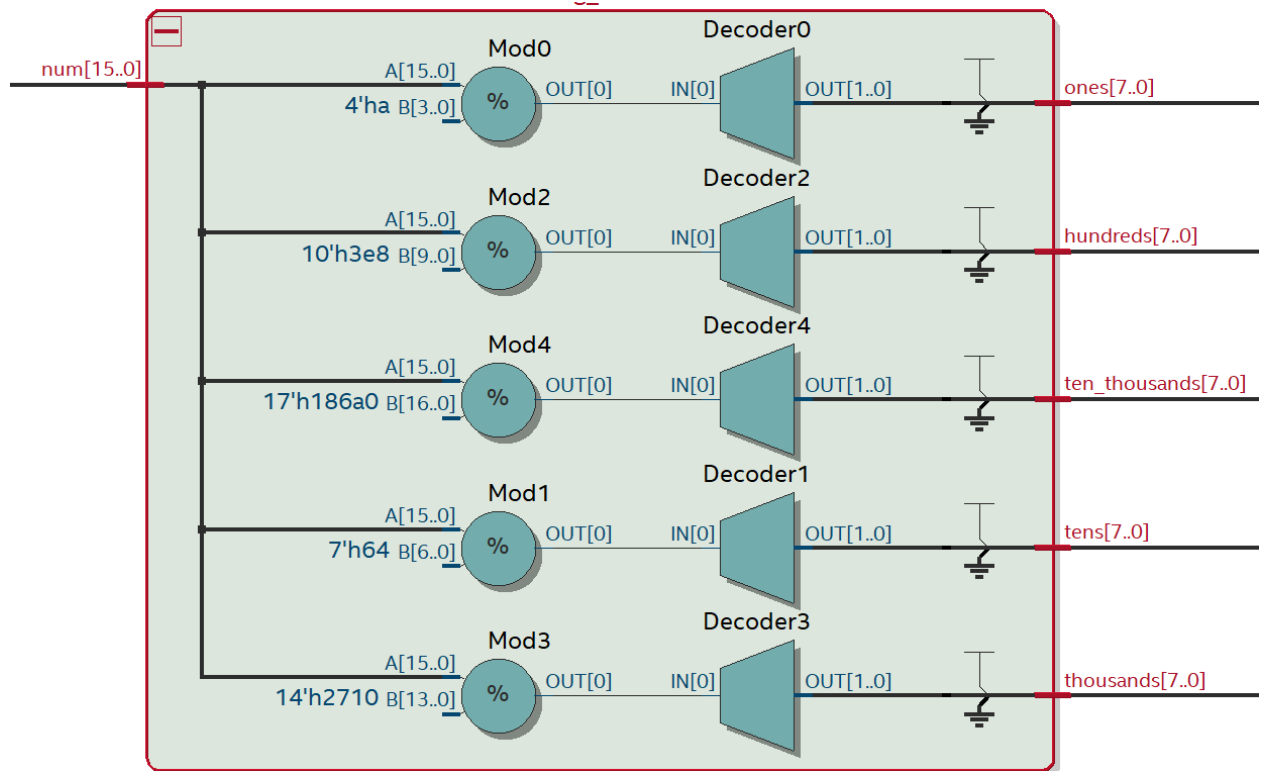 Decoder0
Mod0
num[15..0]
A[15..0]
OUT[0]
IN[0]
OUT[1..0]
ones[7..0]
4'ha B[3..0]
%
Decoder2
Mod2
A[15..0]
OUT[0]
IN[0]
OUT[1..0]
hundreds[7..0]
10'h3e8 B[9..0]
%
Decoder4
Mod4
A[15..0]
OUT[0]
IN[0]
OUT[1..0]
ten_thousands[7..0]
17'h186a0 B[16..0]
%
Decoder1
Mod1
A[15..0]
OUT[0]
IN[0]
OUT[1..0]
tens[7..0]
7'h64 B[6..0]
%
Decoder3
Mod3
A[15..0]
OUT[0]
IN[0]
OUT[1..0]
thousands[7..0]
14'h2710 B[13..0]
%